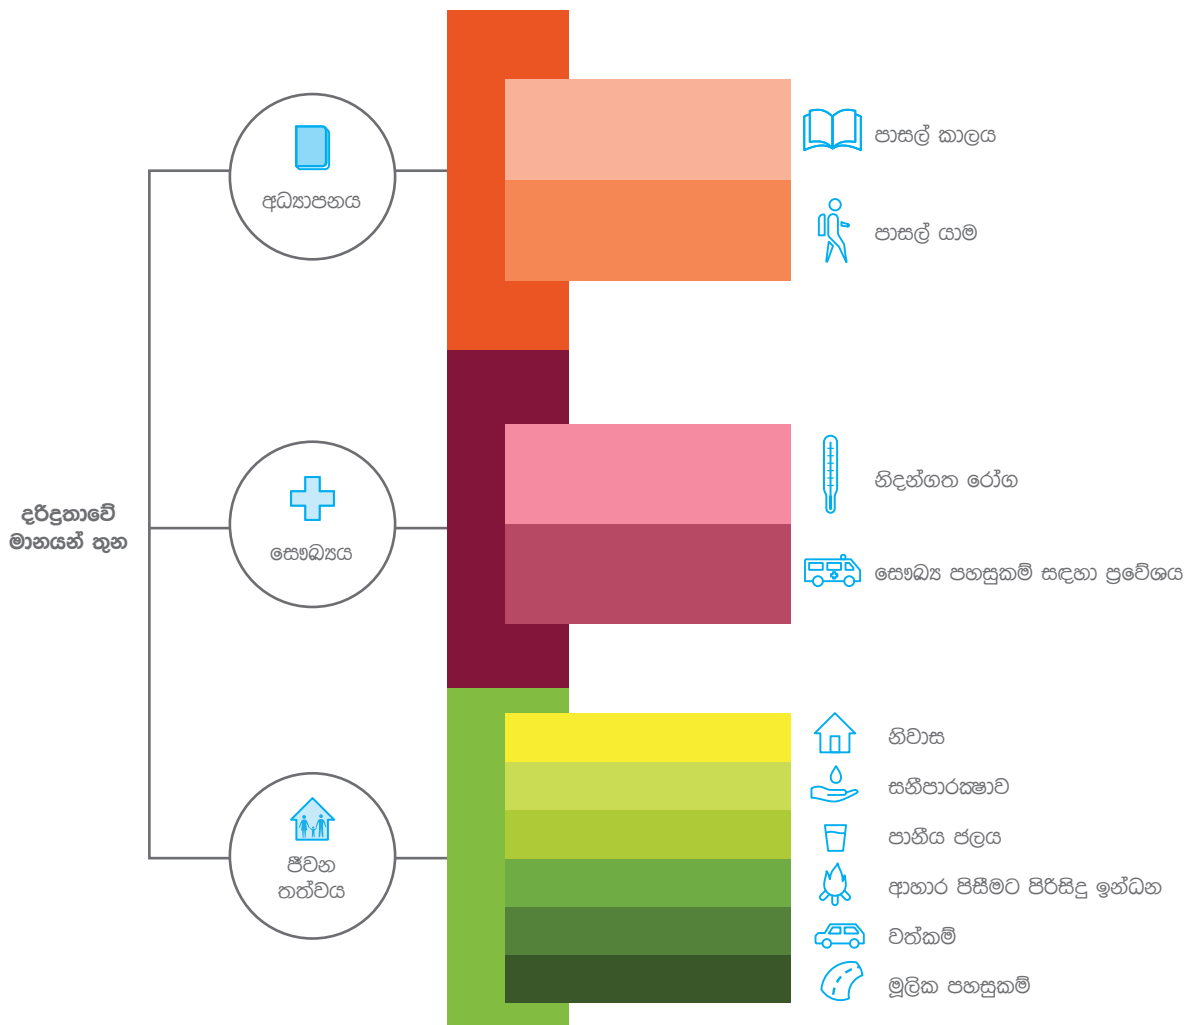 දරිද්‍රතාවේ
මානයන් තුන
අධ්‍යාපනය
පාසල් කාලය
පාසල් යාම
සෞඛ්‍යය
නිදන්ගත රෝග
සෞඛ්‍ය පහසුකම් සඳහා ප්‍රවේශය
ජීවන
තත්වය
නිවාස
සනීපාරක්‍ෂාව
පානීය ජලය
ආහාර පිසීමට පිරිසිදු ඉන්ධන
වත්කම්
මූලික පහසුකම්